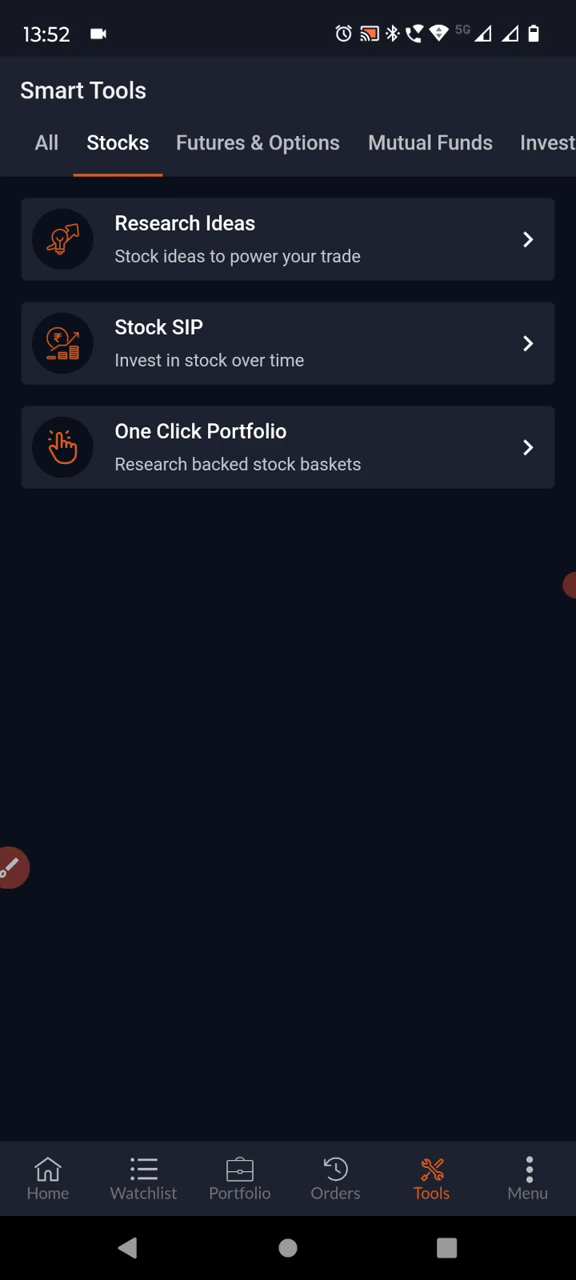 13:52
5G
Smart Tools
All Stocks Futures & Options Mutual Funds Invest
Research Ideas
Stock ideas to power your trade
Stock SIP
Invest in stock over time
One Click Portfolio
Research backed stock baskets
Home Watchlist Portfolio Orders Tools Menu